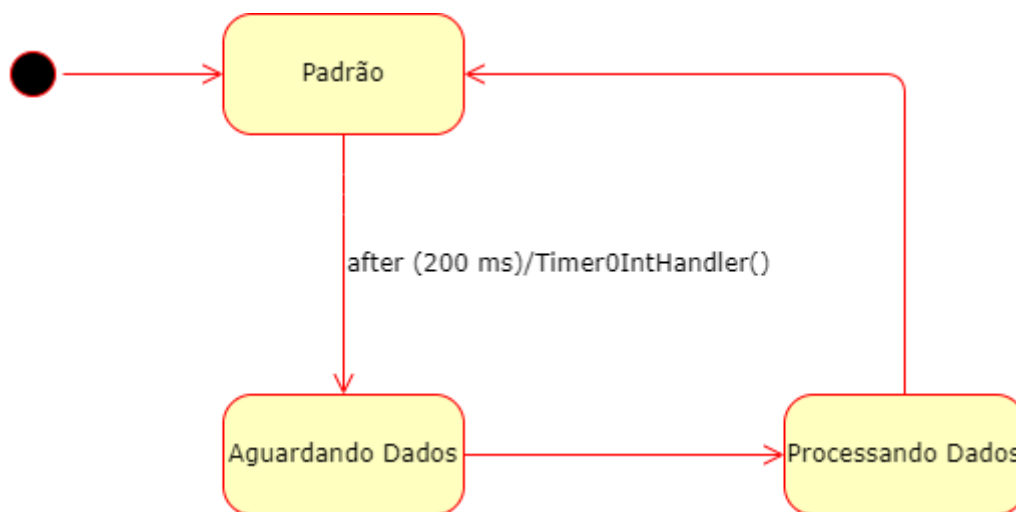 Padrão
after (200 ms)/Timer0IntHandler()
Aguardando Dados
Processando Dados